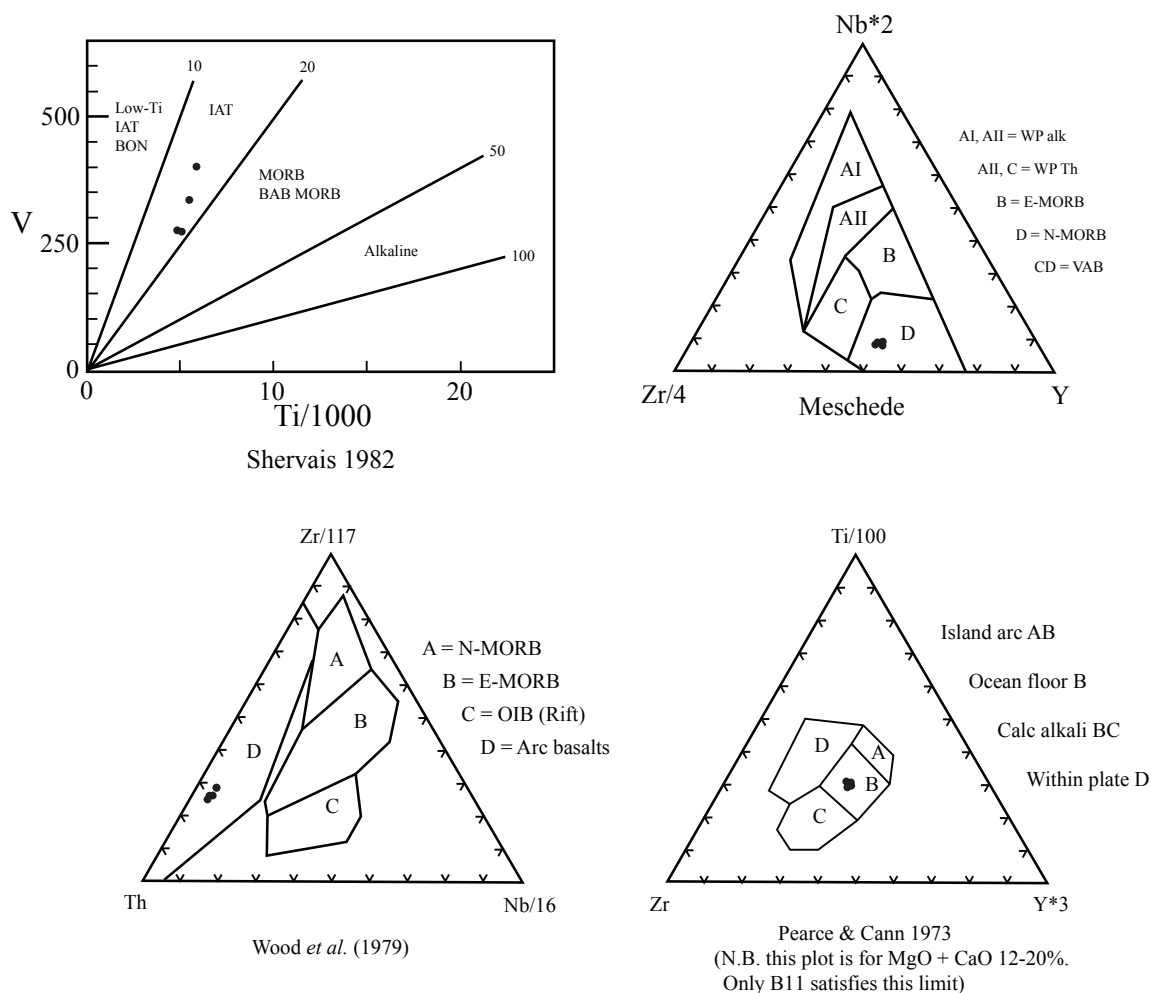 10
20
Low-Ti
IAT
BON
IAT
500
MORB
BAB MORB
50
V
250
Alkaline
100
0
0
10
20
Ti/1000
Shervais 1982
Nb*2
AI, AII = WP alk
AII, C = WP Th
B = E-MORB
D = N-MORB
CD = VAB
AI
AII
B
C
D
Zr/4
Y
Meschede
Zr/117
A = N-MORB
B = E-MORB
C = OIB (Rift)
D = Arc basalts
A
B
D
C
Th
Nb/16
Wood et al. (1979)
Ti/100
Island arc AB
Ocean floor B
Calc alkali BC
Within plate D
D
A
B
C
Zr
Y*3
Pearce & Cann 1973
(N.B. this plot is for MgO + CaO 12-20%.
Only B11 satisfies this limit)